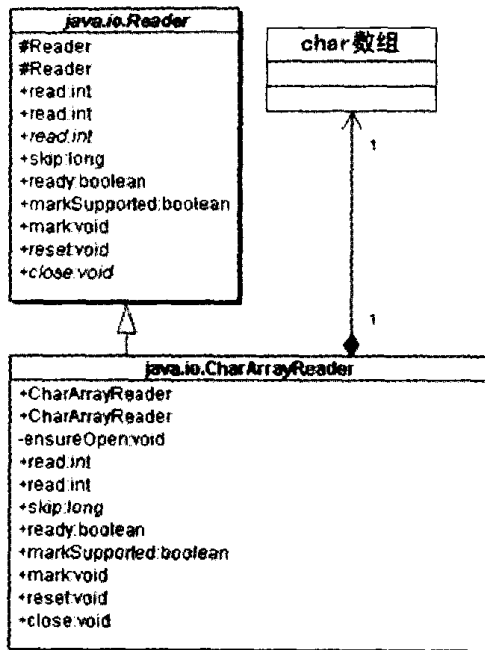 java.io.Reader
#Reader
#Reader
+read:int
+read:int
+read:int
+skip:long
+ready:boolean
+markSupported:boolean
+mark:void
+reset:void
+close:void
char数组
1
1
java.io.CharArrayReader
+CharArrayReader
+CharArrayReader
-ensureOpen:void
+read:int
+read:int
+skip:long
+ready:boolean
+markSupported:boolean
+mark:void
+reset:void
+close:void